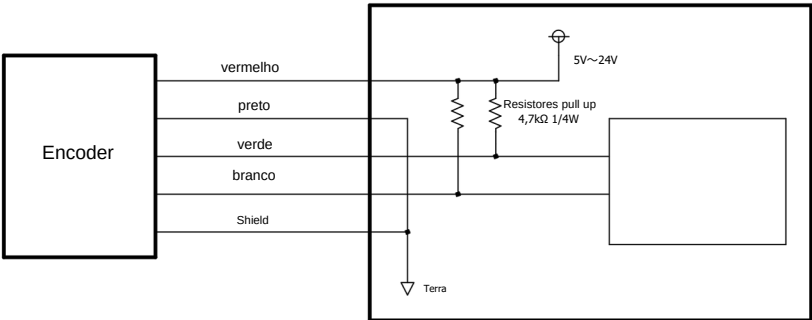 5V～24V
vermelho
Resistores pull up
4,7kΩ 1/4W
preto
verde
Encoder
branco
Shield
Terra